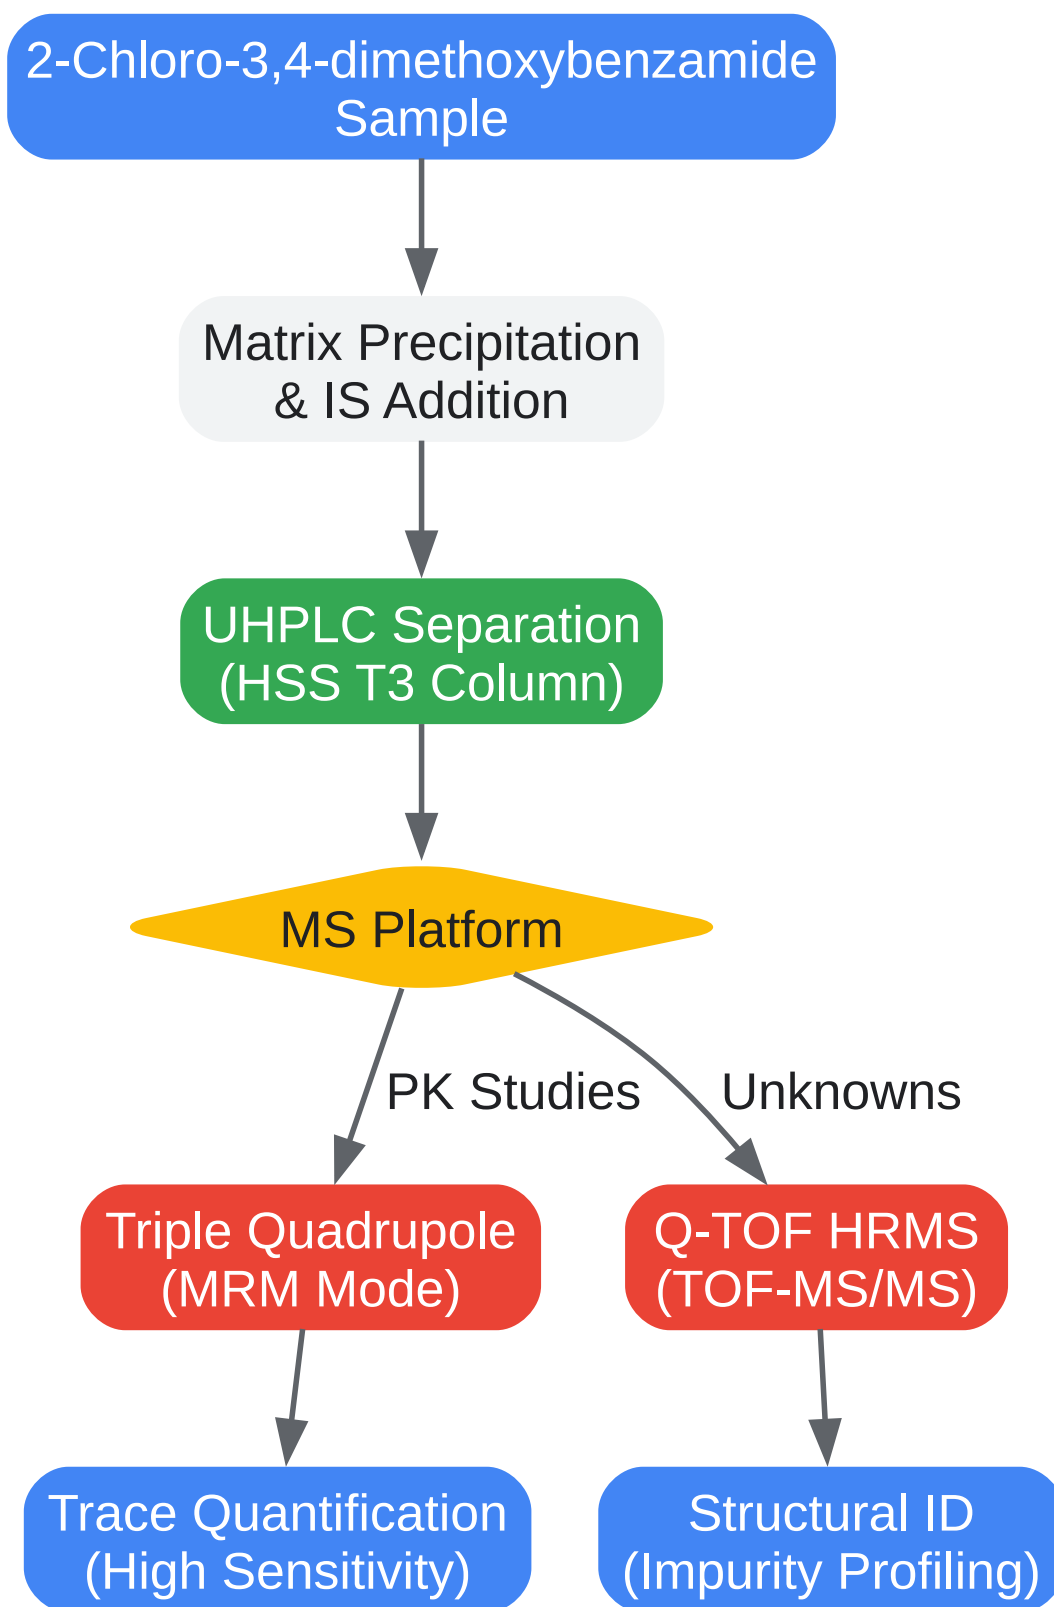 2-Chloro-3,4-dimethoxybenzamide
Sample
Matrix Precipitation
& IS Addition
UHPLC Separation
(HSS T3 Column)
MS Platform
PK Studies
Unknowns
Triple Quadrupole
(MRM Mode)
Q-TOF HRMS
(TOF-MS/MS)
Trace Quantification
(High Sensitivity)
Structural ID
(Impurity Profiling)